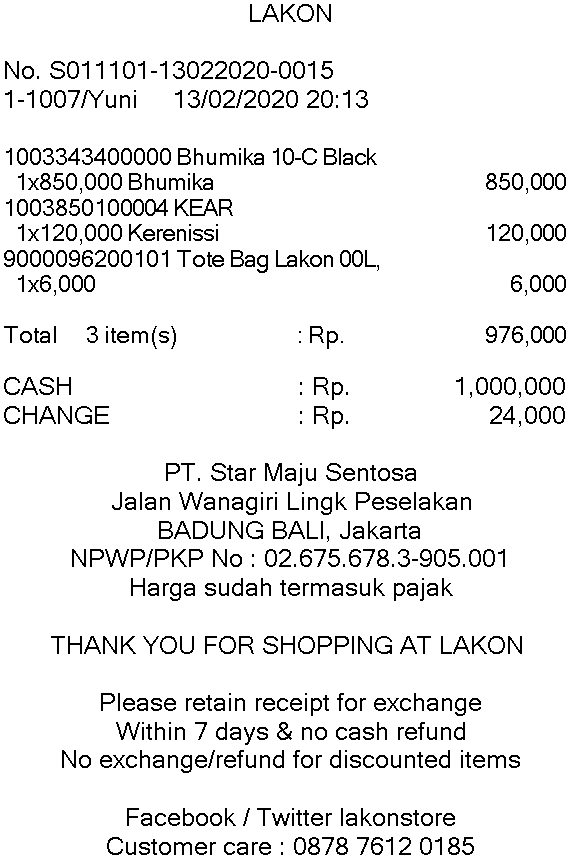 LAKON
No. S011101-13022020-0015
1-1007/Yuni 13/02/2020 20:13
1003343400000 Bhumika 10-C Black
1x850,000 Bhumika 850,000
1003850100004 KEAR
1x120,000 Kerenissi 120,000
9000096200101 Tote Bag Lakon 00L,
1x6,000 6,000
Total 3 item(s) : Rp. 976,000
CASH : Rp. 1,000,000
CHANGE : Rp. 24,000
PT. Star Maju Sentosa
Jalan Wanagiri Lingk Peselakan
BADUNG BALI, Jakarta
NPWP/PKP No : 02.675.678.3-905.001
Harga sudah termasuk pajak
THANK YOU FOR SHOPPING AT LAKON
Please retain receipt for exchange
Within 7 days & no cash refund
No exchange/refund for discounted items
Facebook / Twitter lakonstore
Customer care : 0878 7612 0185